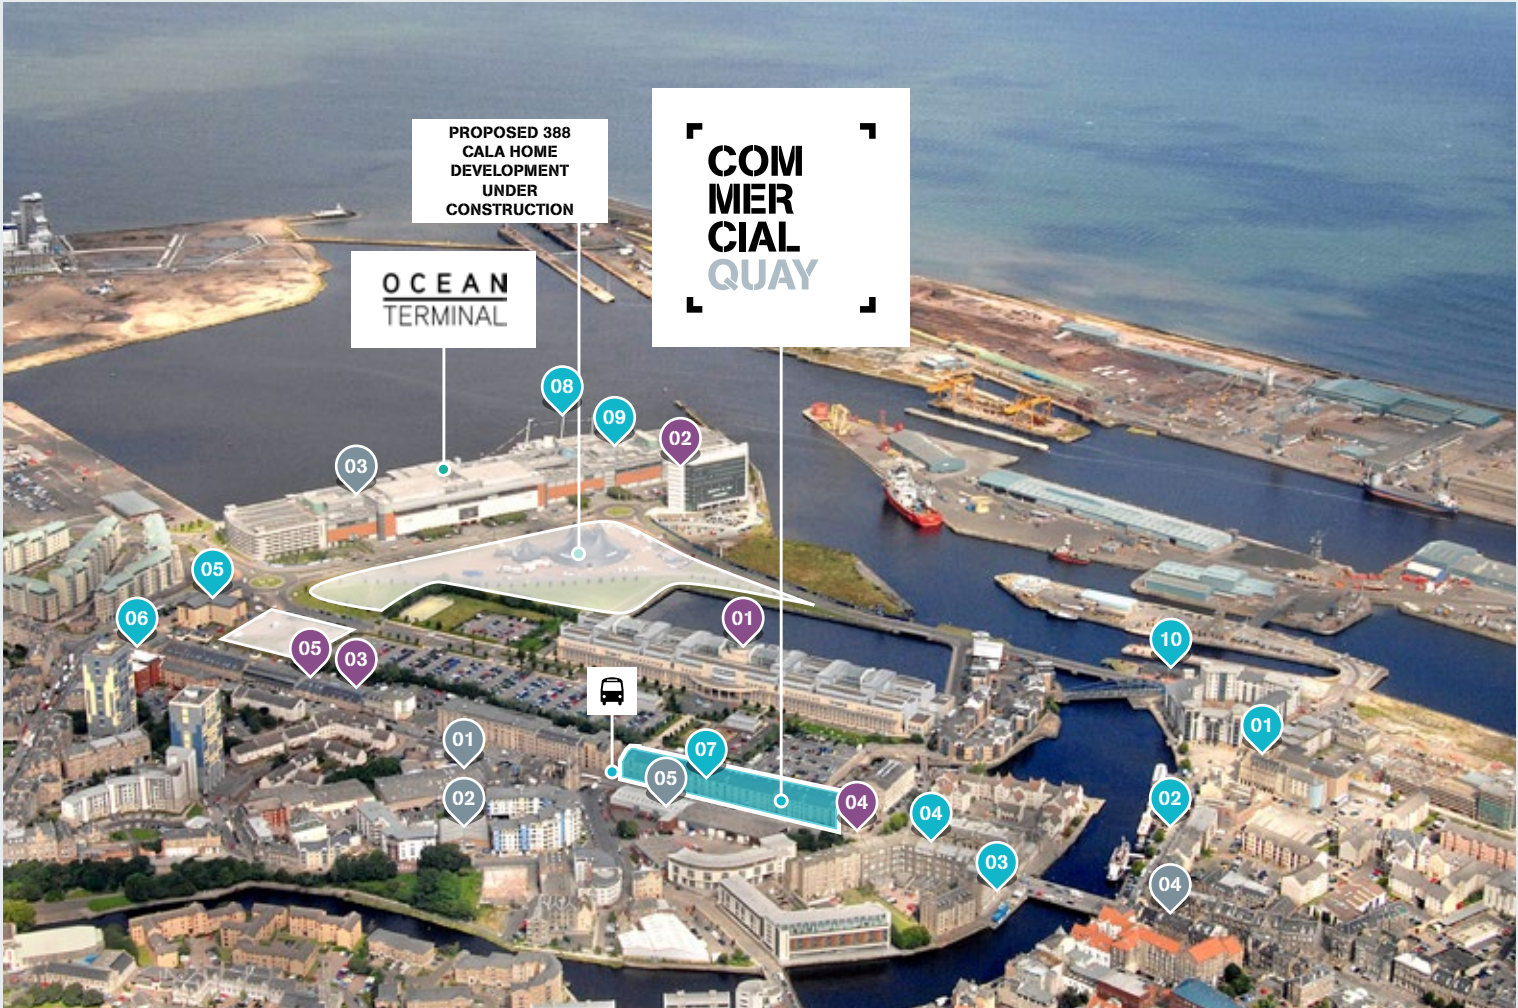 PROPOSED 388
CALA HOME
DEVELOPMENT
UNDER
CONSTRUCTION
COM
MER
CIAL
QUAY
OCEAN
TERMINAL
08
09
02
03
05
06
01
05
03
10
01
01
07
05
02
04
02
04
03
04